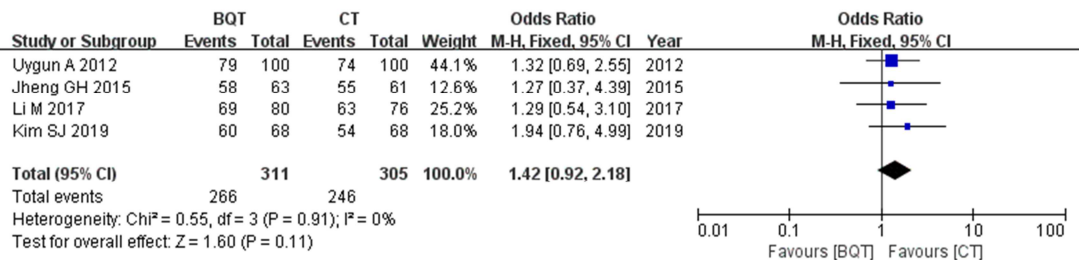 BQT CT Odds Ratio Odds Ratio
Study or Subgroup Events Total Events Total Weight M-H, Fixed, 95% CI Year M-H, Fixed, 95% CI
Uygun A 2012 79 100 74 100 44.1% 1.32 [0.69, 2.55] 2012
Jheng GH 2015 58 63 55 61 12.6% 1.27 [0.37, 4.39] 2015
Li M 2017 69 80 63 76 25.2% 1.29 [0.54, 3.10] 2017
Kim SJ 2019 60 68 54 68 18.0% 1.94 [0.76, 4.99] 2019
Total (95% CI) 311 305 100.0% 1.42 [0.92, 2.18]
Total events 266 246
Heterogeneity: Chi² = 0.55, df = 3 (P = 0.91); I² = 0%
Test for overall effect: Z = 1.60 (P = 0.11)
0.01 0.1 1 10 100
Favours [BQT] Favours [CT]